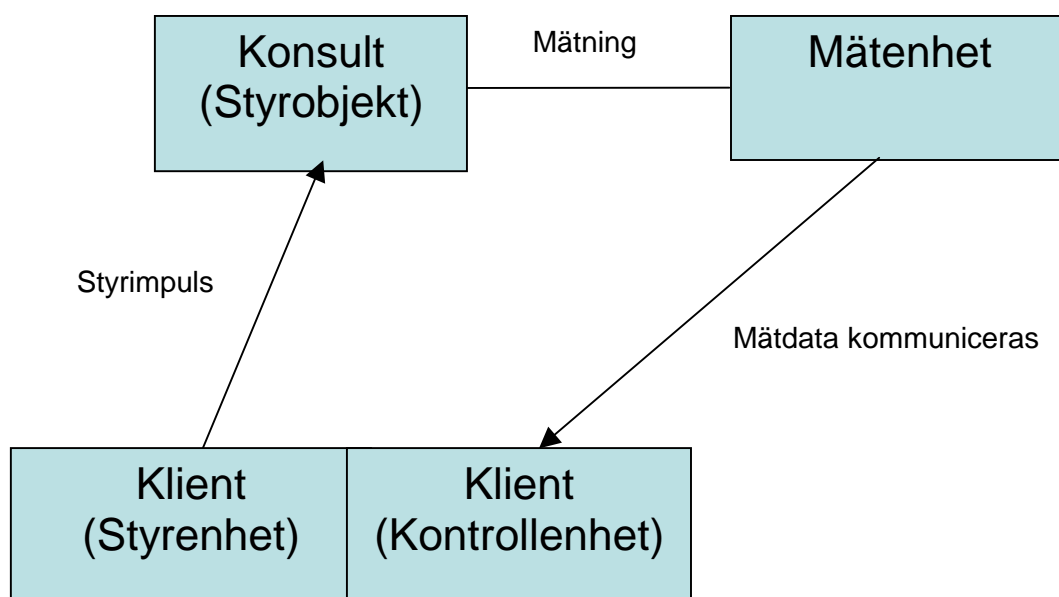 Konsult
(Styrobjekt)
Mätning
Mätenhet
Styrimpuls
Mätdata kommuniceras
Klient
(Styrenhet)
Klient
(Kontrollenhet)